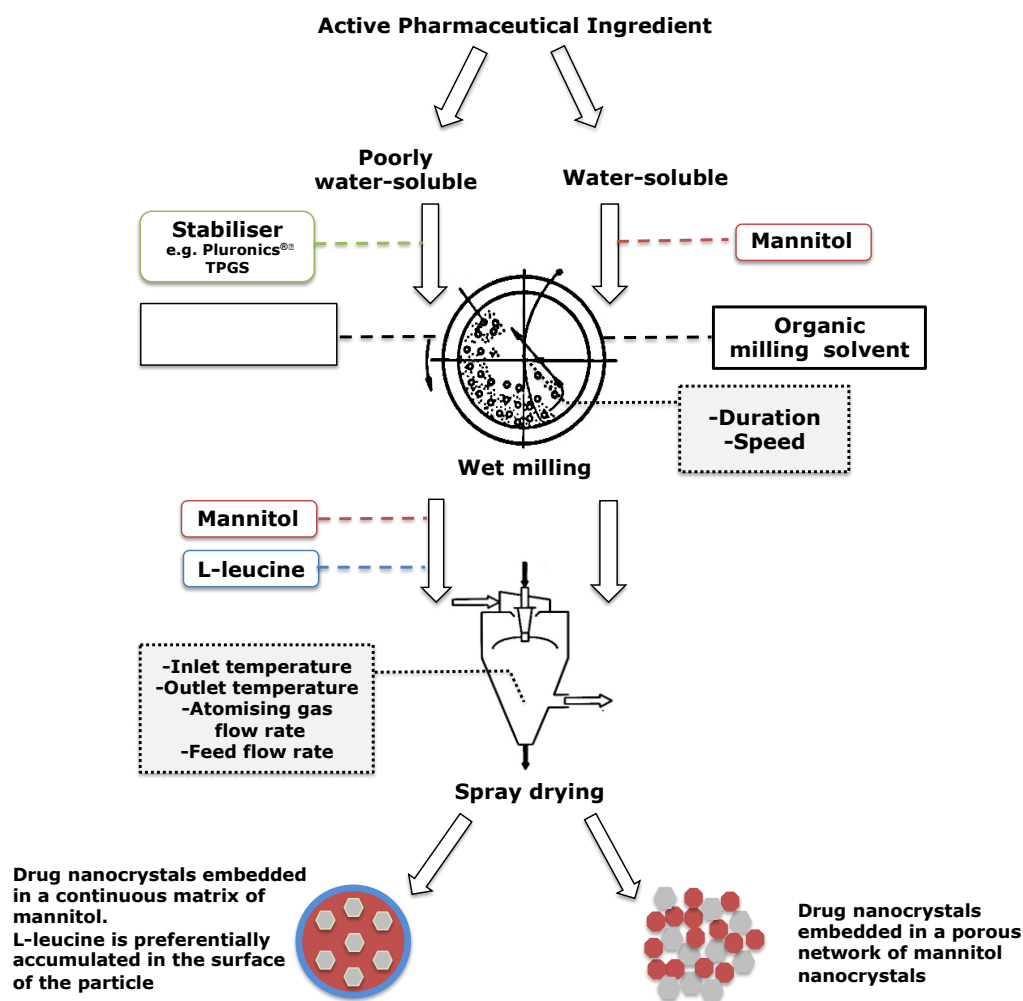 Active Pharmaceutical Ingredient
Poorly
water-soluble
Water-soluble
Stabiliser
e.g. Pluronics®
TPGS
Mannitol
Organic
milling solvent
-Duration
-Speed
Wet milling
Mannitol
L-leucine
-Inlet temperature
-Outlet temperature
-Atomising gas
flow rate
-Feed flow rate
Spray drying
Drug nanocrystals embedded
in a continuous matrix of
mannitol.
L-leucine is preferentially
accumulated in the surface
of the particle
Drug nanocrystals
embedded in a porous
network of mannitol
nanocrystals